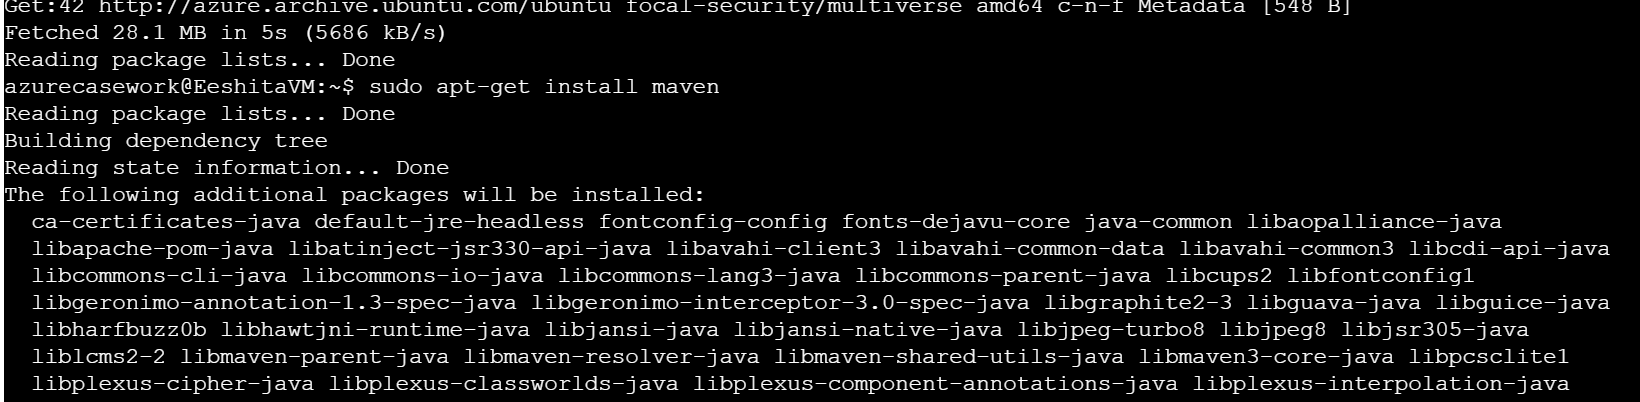 Get:42 http://azure.archive.ubuntu.com/ubuntu focal-security/multiverse amd64 c-n-f Metadata [548 B]
Fetched 28.1 MB in 5s (5686 kB/s)
Reading package lists... Done
azurecasework@EeshitaVM:~$ sudo apt-get install maven
Reading package lists... Done
Building dependency tree
Reading state information... Done
The following additional packages will be installed:
  ca-certificates-java default-jre-headless fontconfig-config fonts-dejavu-core java-common libaopalliance-java
  libapache-pom-java libatinject-jsr330-api-java libavahi-client3 libavahi-common-data libavahi-common3 libcdi-api-java
  libcommons-cli-java libcommons-io-java libcommons-lang3-java libcommons-parent-java libcups2 libfontconfig1
  libgeronimo-annotation-1.3-spec-java libgeronimo-interceptor-3.0-spec-java libgraphite2-3 libguava-java libguice-java
  libharfbuzz0b libhawtjni-runtime-java libjansi-java libjansi-native-java libjpeg-turbo8 libjpeg8 libjsr305-java
  liblcms2-2 libmaven-parent-java libmaven-resolver-java libmaven-shared-utils-java libmaven3-core-java libpcsclite1
  libplexus-cipher-java libplexus-classworlds-java libplexus-component-annotations-java libplexus-interpolation-java